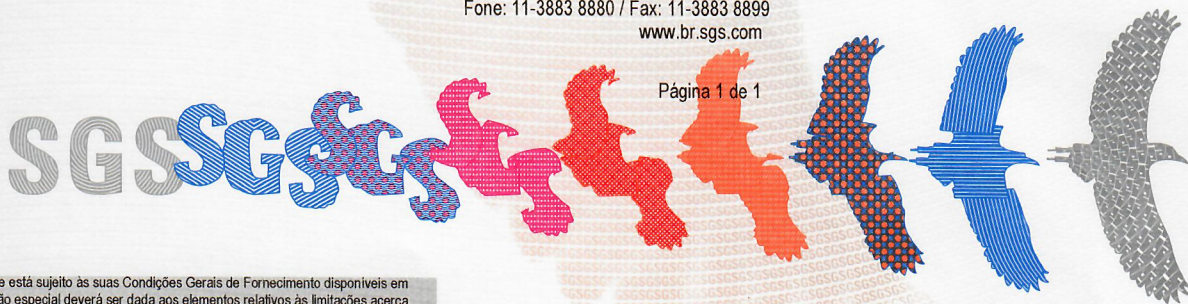 Fone: 11-3883 8880 / Fax: 11-3883 8899
www.br.sgs.com
Página 1 de 1
SGS SGS SGS
e está sujeito às suas Condições Gerais de Fornecimento disponíveis em
ão especial deverá ser dada aos elementos relativos às limitações acerca